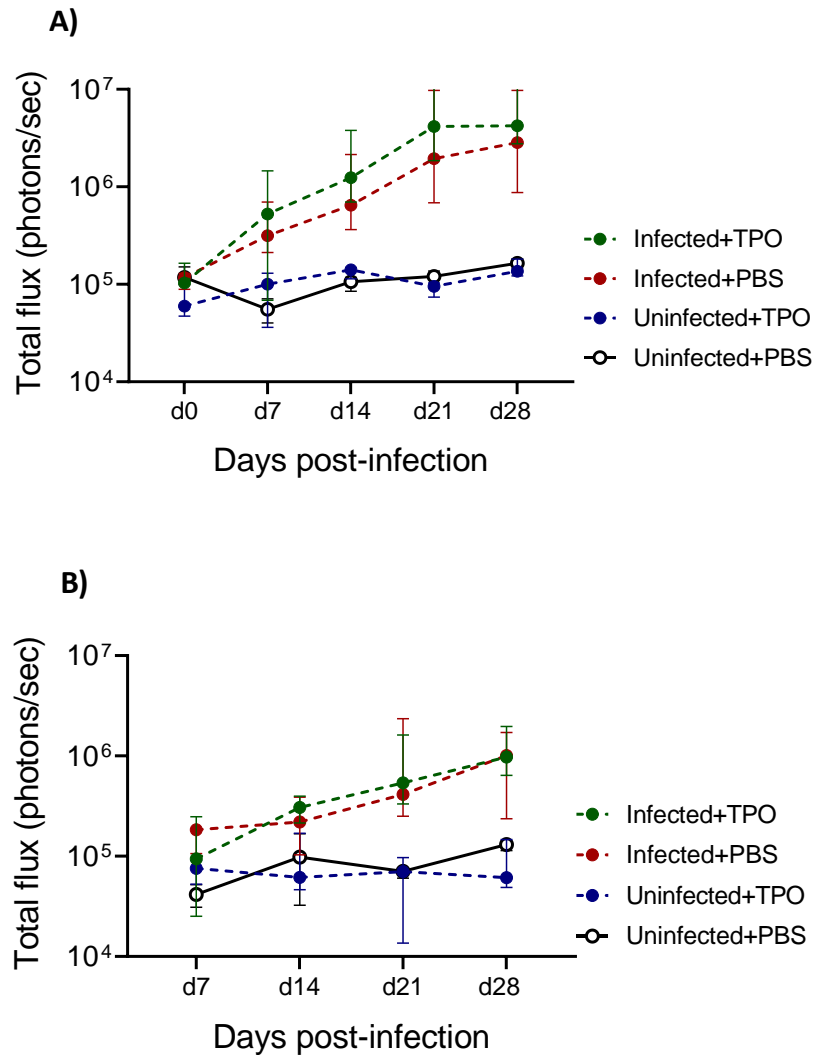 A)
Total flux (photons/sec)
10⁷
10⁶
10⁵
10⁴
d0 d7 d14 d21 d28
Days post-infection
Infected+TPO
Infected+PBS
Uninfected+TPO
Uninfected+PBS
B)
Total flux (photons/sec)
10⁷
10⁶
10⁵
10⁴
d7 d14 d21 d28
Days post-infection
Infected+TPO
Infected+PBS
Uninfected+TPO
Uninfected+PBS